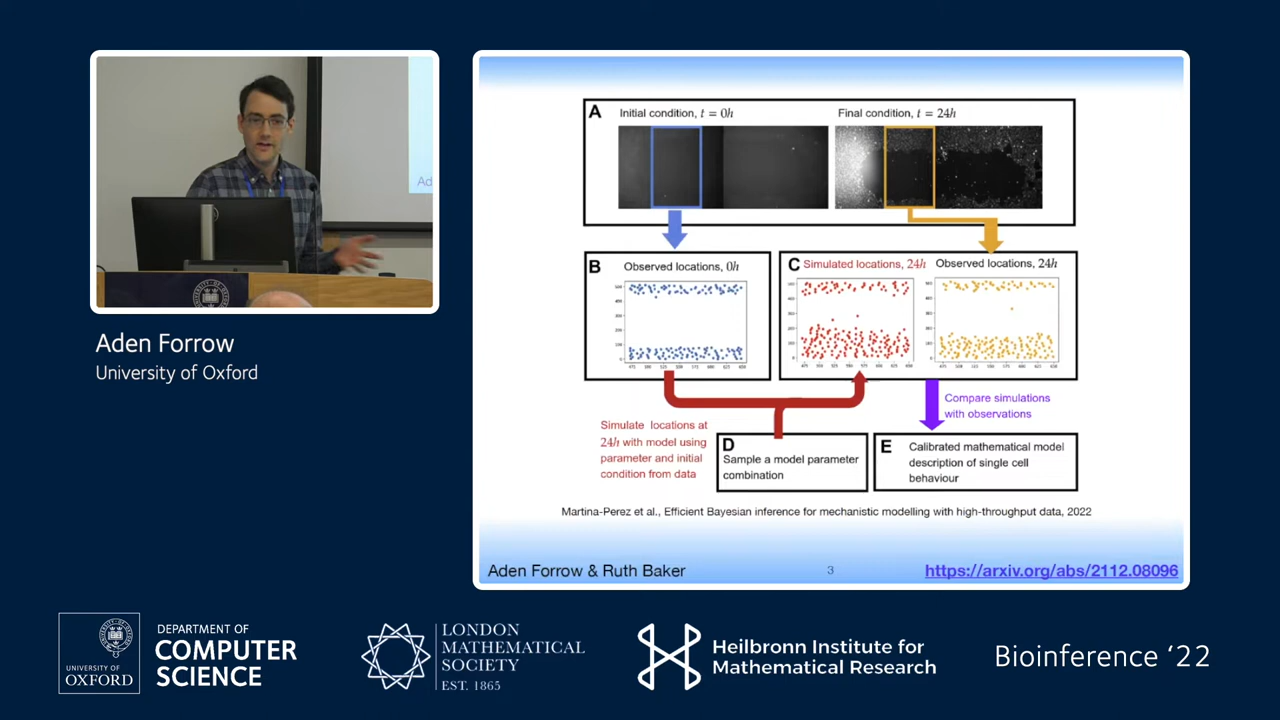 Ad
Aden Forrow
University of Oxford
A
Initial condition, t = 0h
Final condition, t = 24h
B
Observed locations, 0h
C
Simulated locations, 24h
Observed locations, 24h
Simulate locations at
24h with model using
parameter and initial
condition from data
D
Sample a model parameter
combination
Compare simulations
with observations
E
Calibrated mathematical model
description of single cell
behaviour
Martina-Perez et al., Efficient Bayesian inference for mechanistic modelling with high-throughput data, 2022
Aden Forrow & Ruth Baker
3
https://arxiv.org/abs/2112.08096
UNIVERSITY OF
OXFORD
DEPARTMENT OF
COMPUTER
SCIENCE
LONDON
MATHEMATICAL
SOCIETY
EST. 1865
Heilbronn Institute for
Mathematical Research
Bioinference ‘22